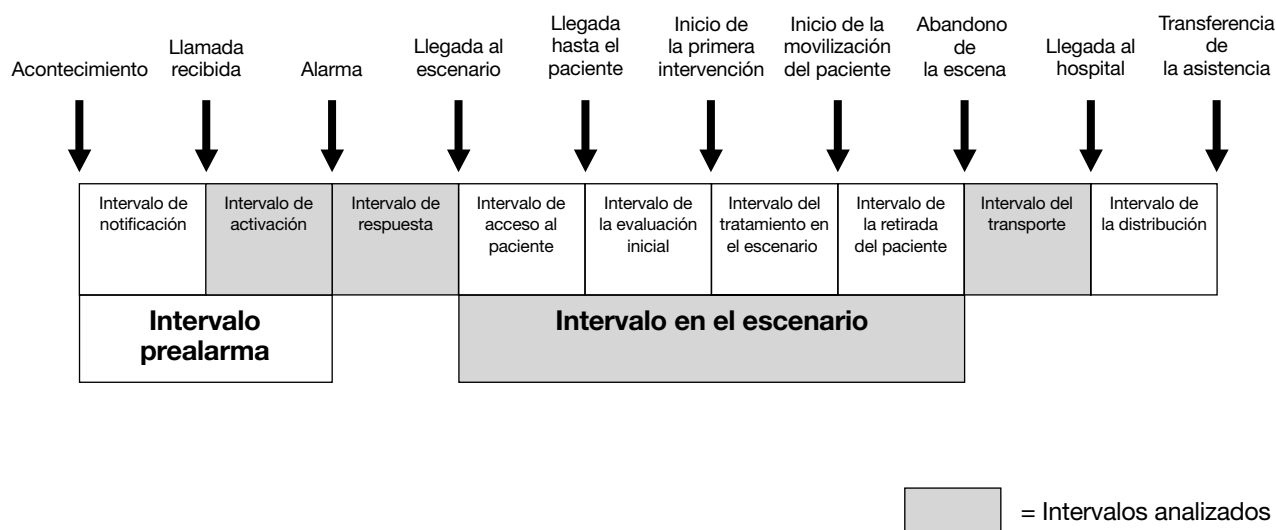 Acontecimiento
Llamada
recibida
Alarma
Llegada al
escenario
Llegada
hasta el
paciente
Inicio de
la primera
intervención
Inicio de la
movilización
del paciente
Abandono
de
la escena
Llegada al
hospital
Transferencia
de
la asistencia
Intervalo de
notificación
Intervalo de
activación
Intervalo de
respuesta
Intervalo de
acceso al
paciente
Intervalo de
la evaluación
inicial
Intervalo del
tratamiento en
el escenario
Intervalo de
la retirada
del paciente
Intervalo del
transporte
Intervalo de
la distribución
Intervalo
prealarma
Intervalo en el escenario
= Intervalos analizados